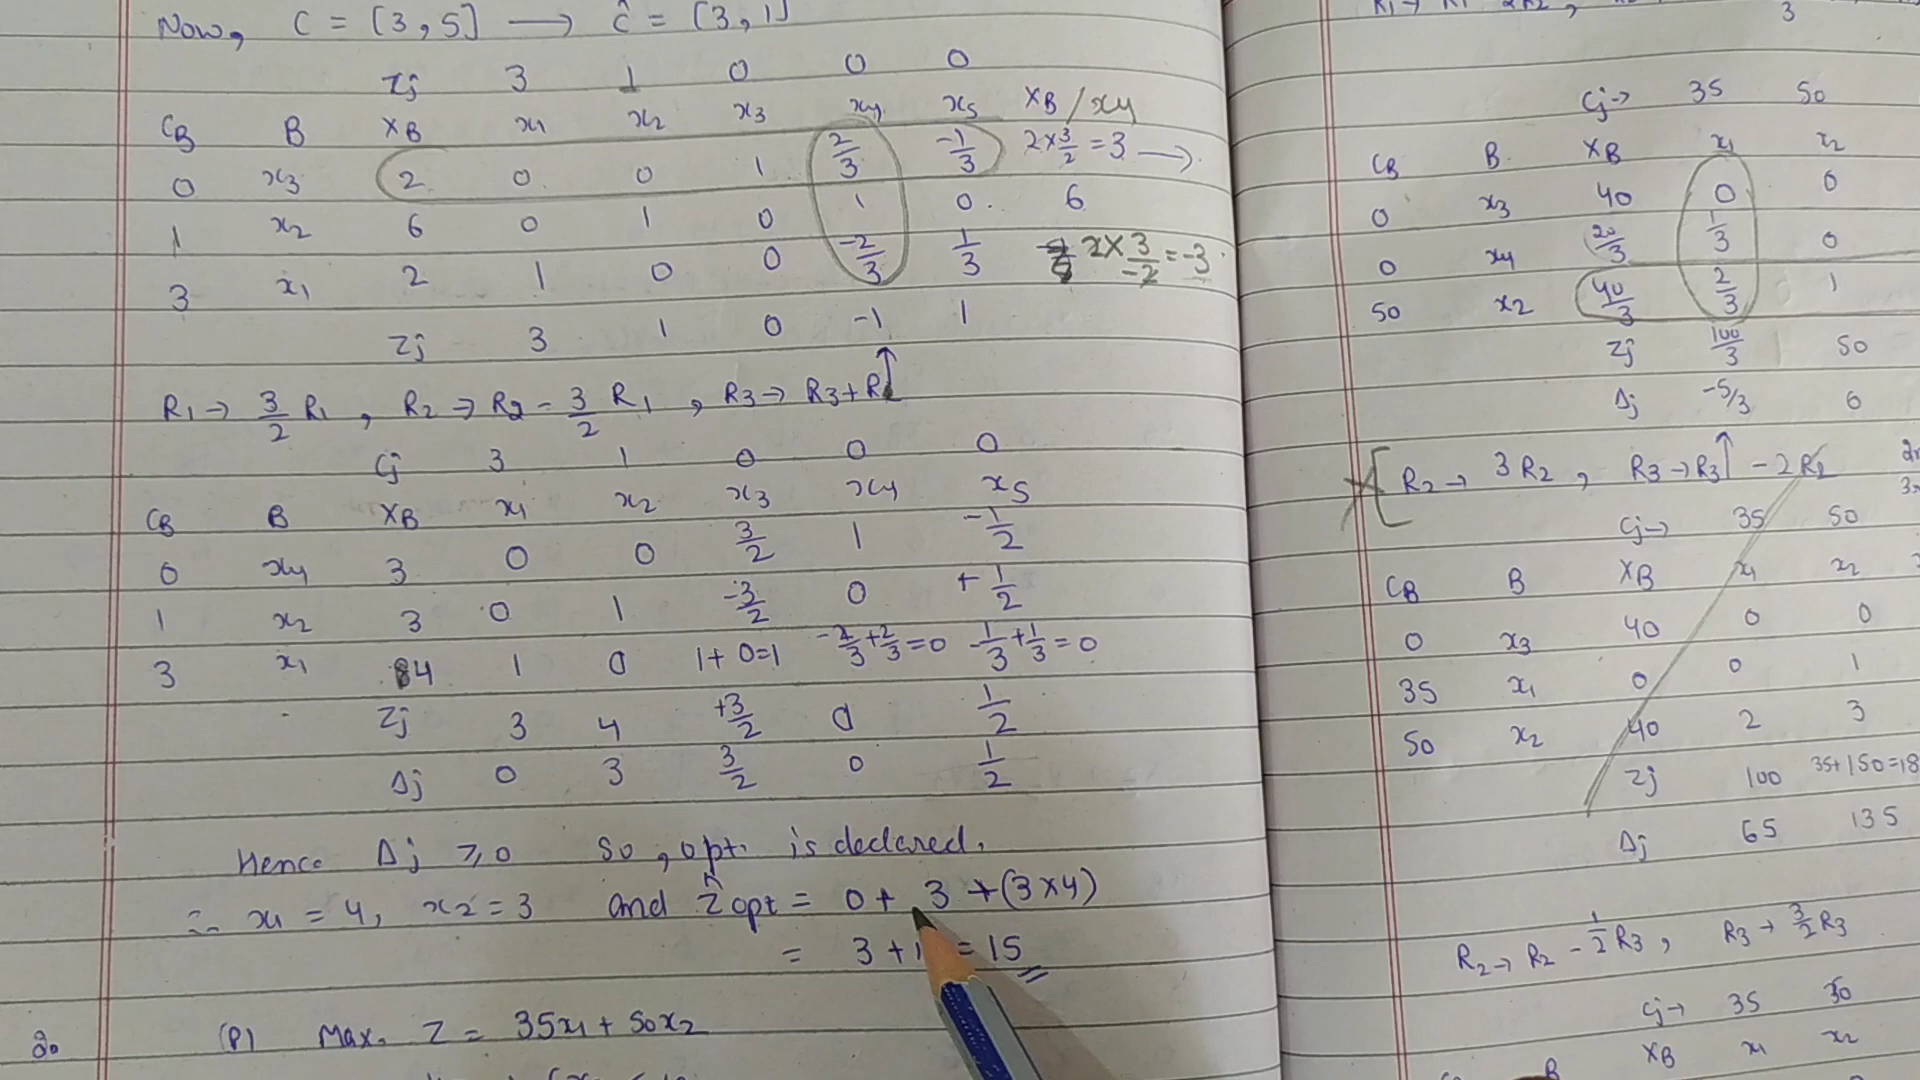 Now, C = [3, 5] → Ĉ = [3, 1]
Zj 3 1 0 0 0
CB B XB x1 x2 x3 x4 x5 XB / x4
0 x3 2 0 0 1 2/3 -1/3 2×3/2 = 3 →
1 x2 6 0 1 0 1 0 6
3 x1 2 1 0 0 -2/3 1/3 2×3/-2 = -3
Zj 3 1 0 -1 1
R1 → 3/2 R1, R2 → R2 - 3/2 R1, R3 → R3 + R1
Cj 3 1 0 0 0
CB B XB x1 x2 x3 x4 x5
0 x4 3 0 0 3/2 1 -1/2
1 x2 3 0 1 -3/2 0 +1/2
3 x1 4 1 0 1+0=1 -2/3+2/3=0 -1/3+1/3=0
Zj 3 4 +3/2 0 1/2
Δj 0 3 3/2 0 1/2
Hence Δj ≥ 0 So, opt. is declared.
∴ x1 = 4, x2 = 3 and Ẑopt = 0 + 3 + (3×4)
= 3 + 1 = 15
(P) Max. Z = 35x1 + 50x2
3
Cj→ 35 50
CB B XB x1 x2
0 x3 40 0 0
0 x4 20/3 1/3 0
50 x2 40/3 2/3 1
Zj 100/3 50
Δj -5/3 0
R2 → 3R2, R3 → R3 - 2R2
Cj→ 35 50
CB B XB x1 x2
0 x3 40 0 0
35 x1 0 0 1
50 x2 40 2 3
Zj 100 35+150=18
Δj 65 135
R2 → R2 - 1/2 R3, R3 → 3/2 R3
Cj→ 35 50
B XB x1 x2